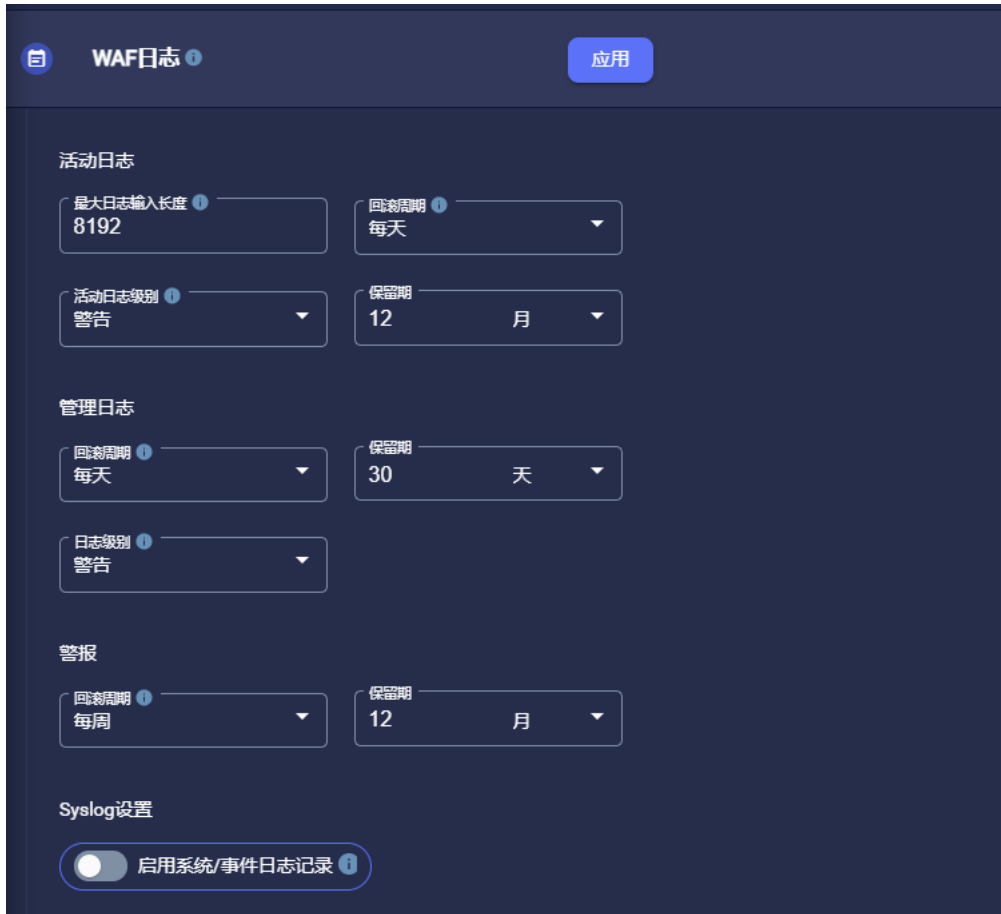 WAF日志
应用
活动日志
最大日志输入长度
8192
回滚周期
每天
活动日志级别
警告
保留期
12 月
管理日志
回滚周期
每天
保留期
30 天
日志级别
警告
警报
回滚周期
每周
保留期
12 月
Syslog设置
启用系统/事件日志记录